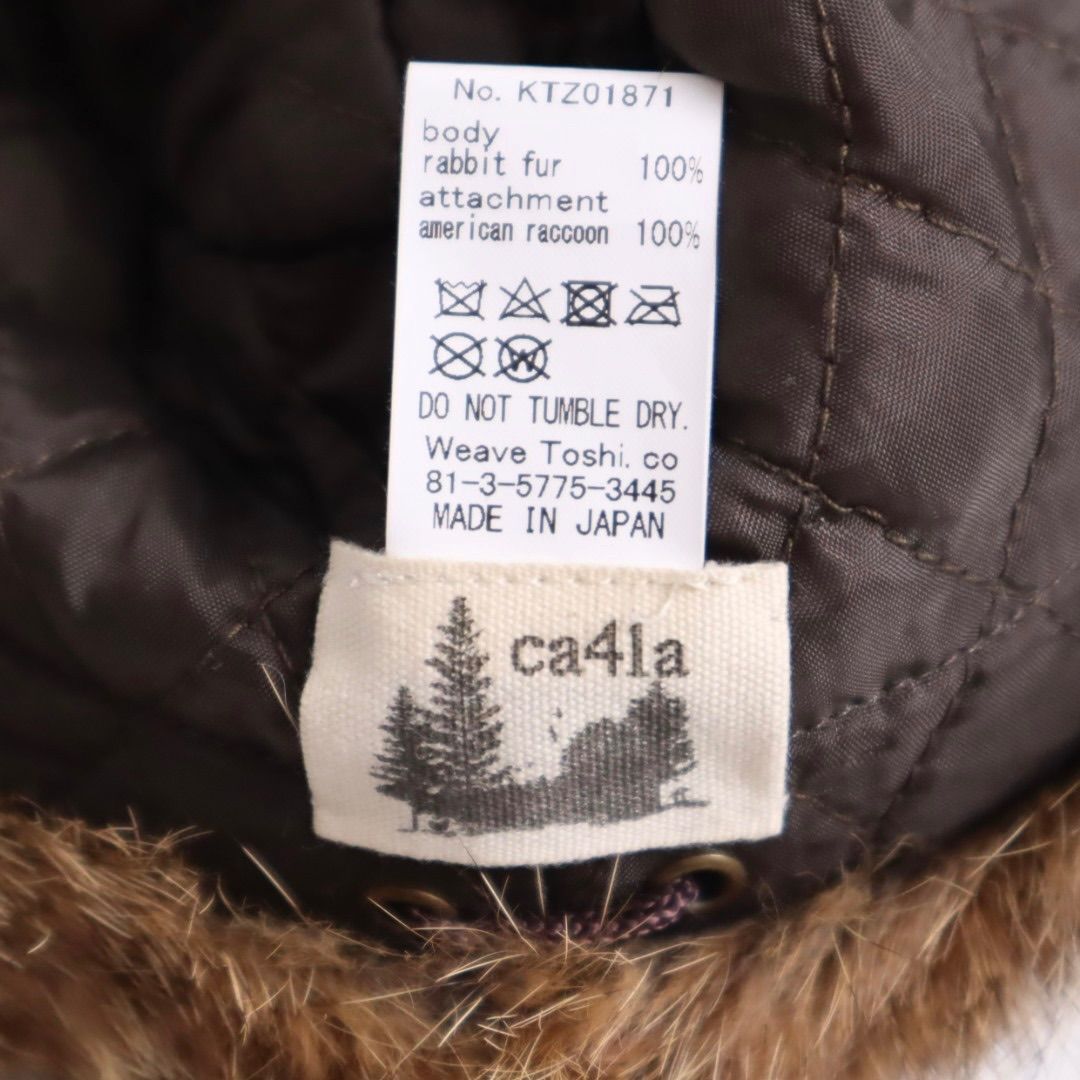 No. KTZ01871
body
rabbit fur 100%
attachment
american raccoon 100%
W
DO NOT TUMBLE DRY.
Weave Toshi. co
81-3-5775-3445
MADE IN JAPAN
ca4la